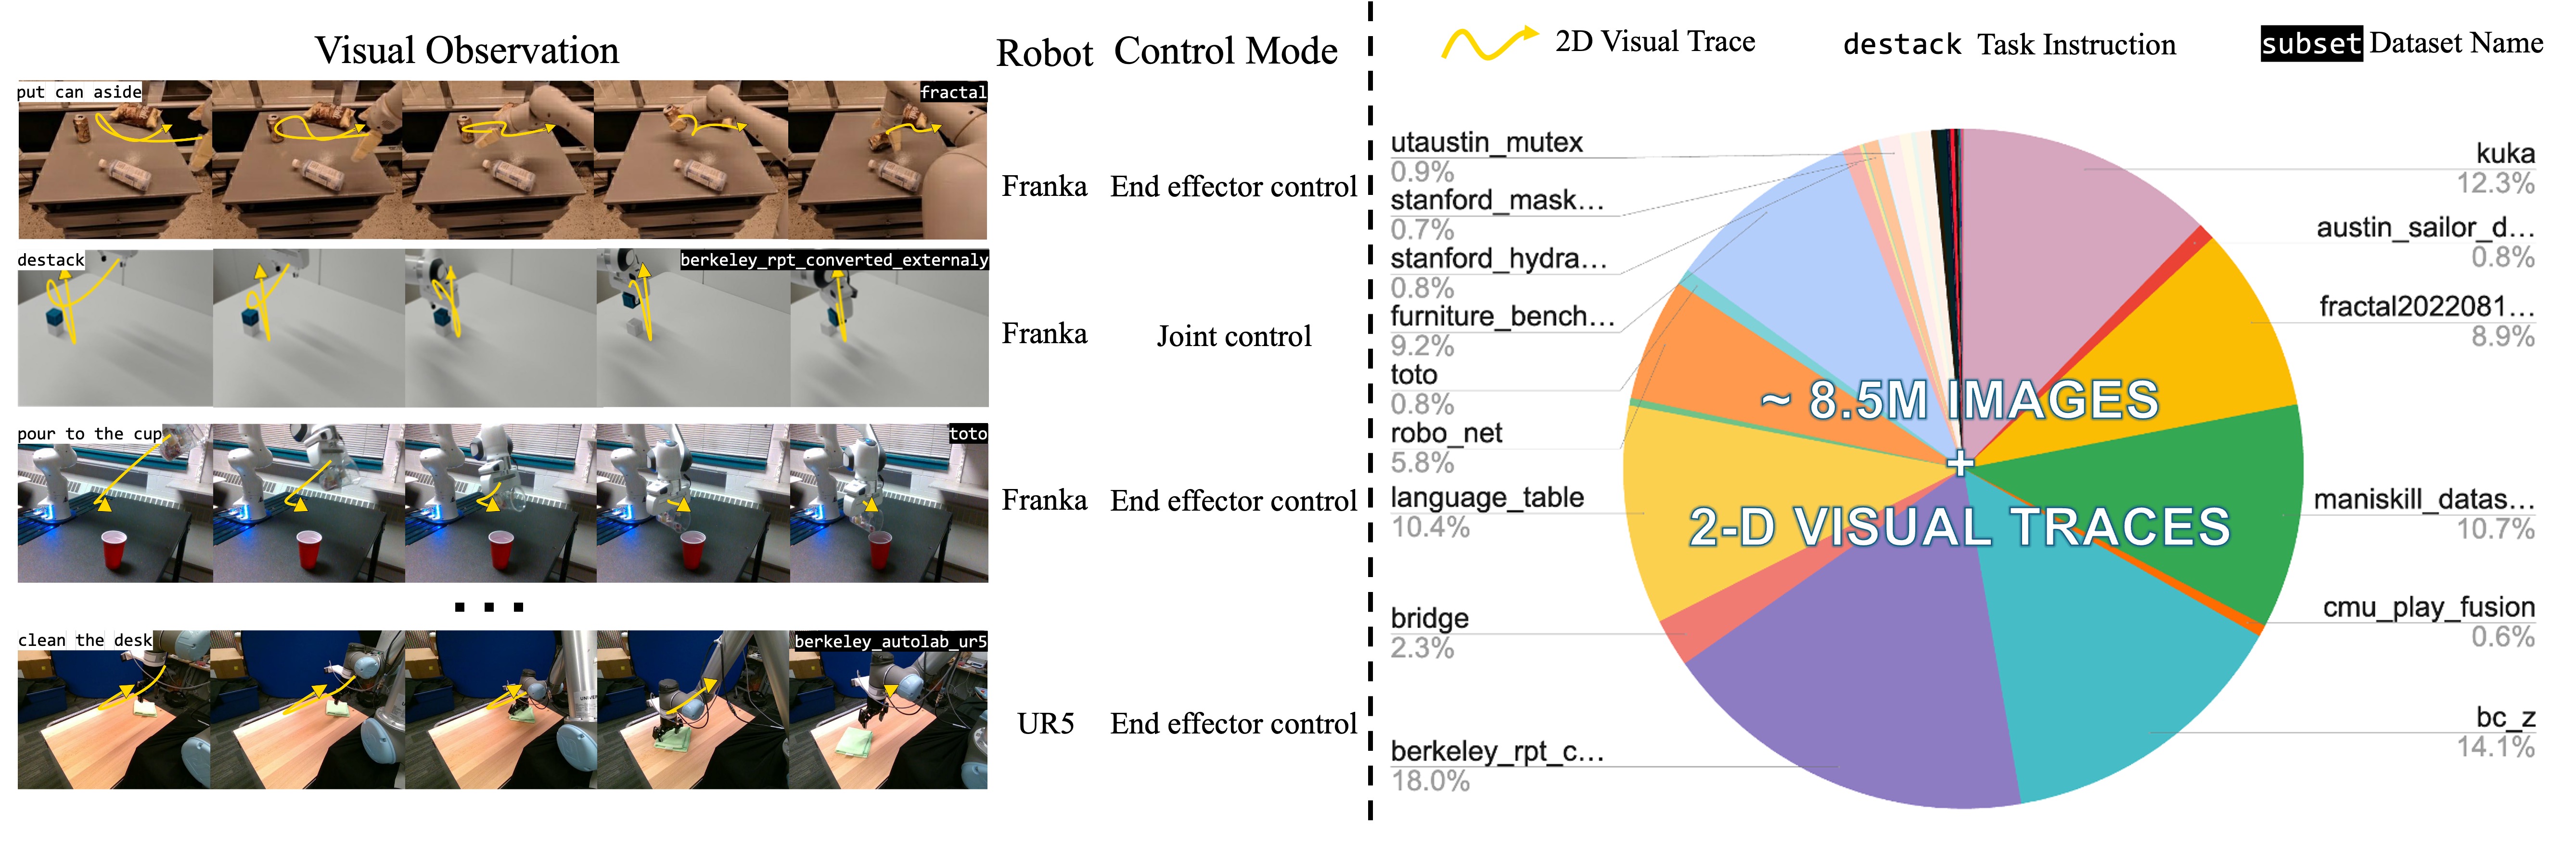 Visual Observation
Robot
Control Mode
put can aside
fractal
Franka
End effector control
destack
berkeley_rpt_converted_externaly
Franka
Joint control
pour to the cup
toto
Franka
End effector control
...
clean the desk
berkeley_autolab_ur5
UR5
End effector control
2D Visual Trace
destack Task Instruction
subset Dataset Name
utaustin_mutex
0.9%
stanford_mask...
0.7%
stanford_hydra...
0.8%
furniture_bench...
9.2%
toto
0.8%
robo_net
5.8%
language_table
10.4%
bridge
2.3%
berkeley_rpt_c...
18.0%
kuka
12.3%
austin_sailor_d...
0.8%
fractal2022081...
8.9%
maniskill_datas...
10.7%
cmu_play_fusion
0.6%
bc_z
14.1%
~ 8.5M IMAGES
+
2-D VISUAL TRACES